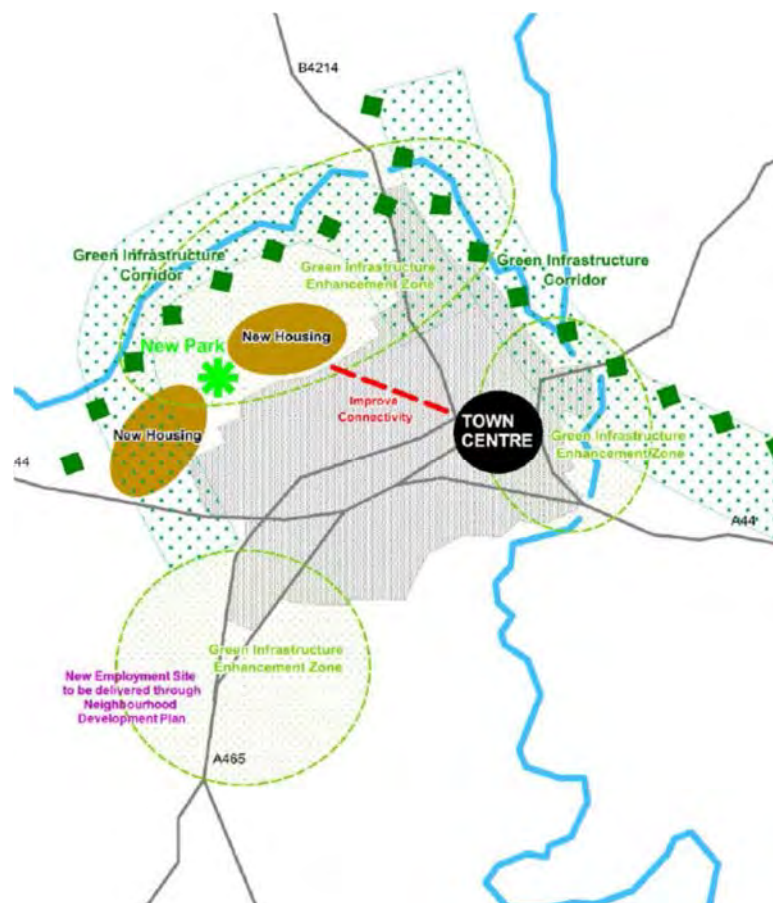 B4214
Green Infrastructure
Corridor
Green Infrastructure
Enhancement Zone
Green Infrastructure
Corridor
New Park
New Housing
Improve
Connectivity
TOWN
CENTRE
New Housing
Green Infrastructure
Enhancement Zone
44
A44
Green Infrastructure
Enhancement Zone
New Employment Site
to be delivered through
Neighbourhood
Development Plan
A465